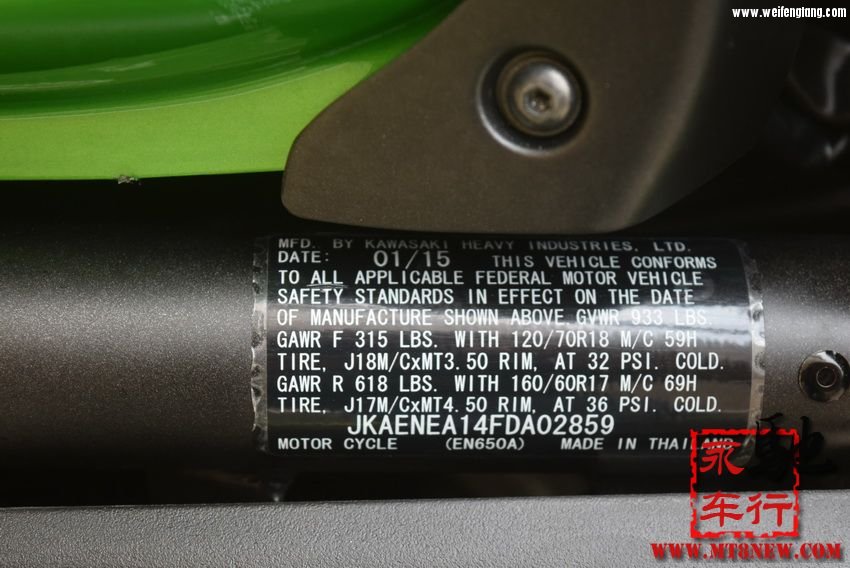 www.weifengtang.com
MFD. BY KAWASAKI HEAVY INDUSTRIES, LTD.
DATE: 01/15 THIS VEHICLE CONFORMS
TO ALL APPLICABLE FEDERAL MOTOR VEHICLE
SAFETY STANDARDS IN EFFECT ON THE DATE
OF MANUFACTURE SHOWN ABOVE.GVWR 933 LBS.
GAWR F 315 LBS. WITH 120/70R18 M/C 59H
TIRE, J18M/CxMT3.50 RIM, AT 32 PSI. COLD.
GAWR R 618 LBS. WITH 160/60R17 M/C 69H
TIRE, J17M/CxMT4.50 RIM, AT 36 PSI. COLD.
JKAENEA14FDA02859
MOTOR CYCLE (EN650A) MADE IN THAILAND
永驰
车行
WWW.MT8NEW.COM